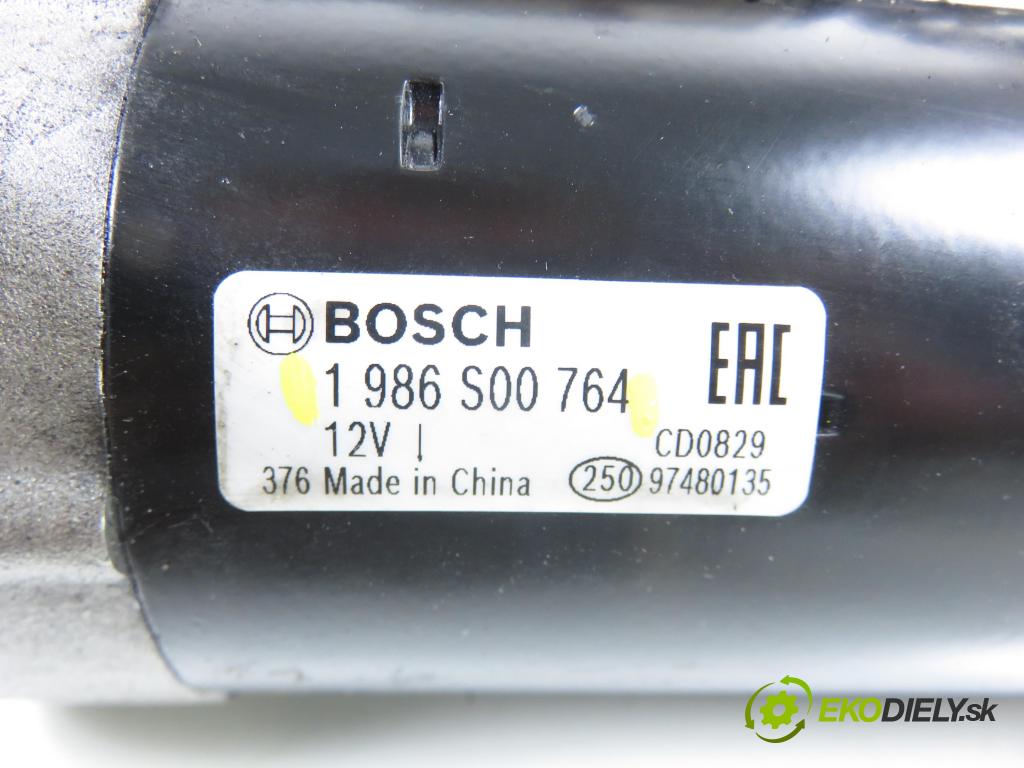 BOSCH
EAC
1 986 S00 764
12V ↓ CD0829
376 Made in China 250 97480135
EKODIELY.sk